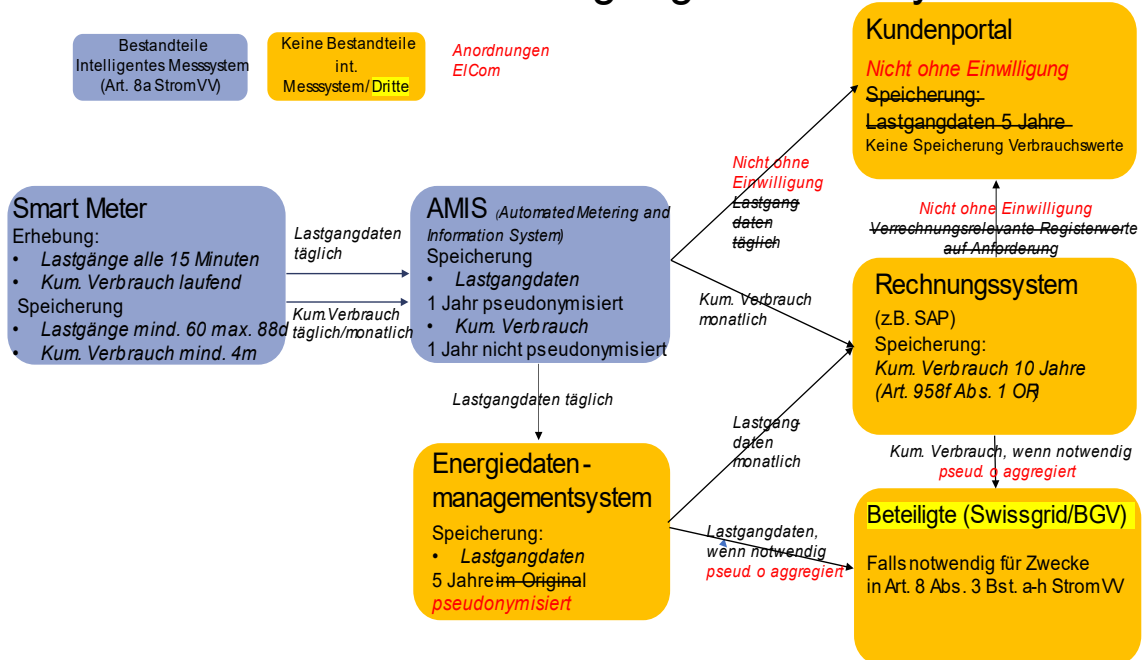 Bestandteile
Intelligentes Messsystem
(Art. 8a StromVV)
Keine Bestandteile
int.
Messsystem/ Dritte
Anordnungen
ElCom
Kundenportal
Nicht ohne Einwilligung
Speicherung:
Lastgangdaten 5 Jahre
Keine Speicherung Verbrauchswerte
Smart Meter
Erhebung:
• Lastgänge alle 15 Minuten
• Kum. Verbrauch laufend
Speicherung
• Lastgänge mind. 60 max. 88d
• Kum. Verbrauch mind. 4m
Lastgangdaten
täglich
Kum.Verbrauch
täglich/monatlich
AMIS (Automated Metering and
Information System)
Speicherung
• Lastgangdaten
1 Jahr pseudonymisiert
• Kum. Verbrauch
1 Jahr nicht pseudonymisiert
Nicht ohne
Einwilligung
Lastgang
daten
täglich
Kum. Verbrauch
monatlich
Nicht ohne Einwilligung
Verrechnungsrelevante Registerwerte
auf Anforderung
Rechnungssystem
(z.B. SAP)
Speicherung:
Kum. Verbrauch 10 Jahre
(Art. 958f Abs. 1 OR)
Lastgangdaten täglich
Lastgang
daten
monatlich
Kum. Verbrauch, wenn notwendig
pseud. o aggregiert
Energiedaten-
managementsystem
Speicherung:
• Lastgangdaten
5 Jahre im Original
pseudonymisiert
Lastgangdaten,
wenn notwendig
pseud. o aggregiert
Beteiligte (Swissgrid/BGV)
Falls notwendig für Zwecke
in Art. 8 Abs. 3 Bst. a-h StromVV